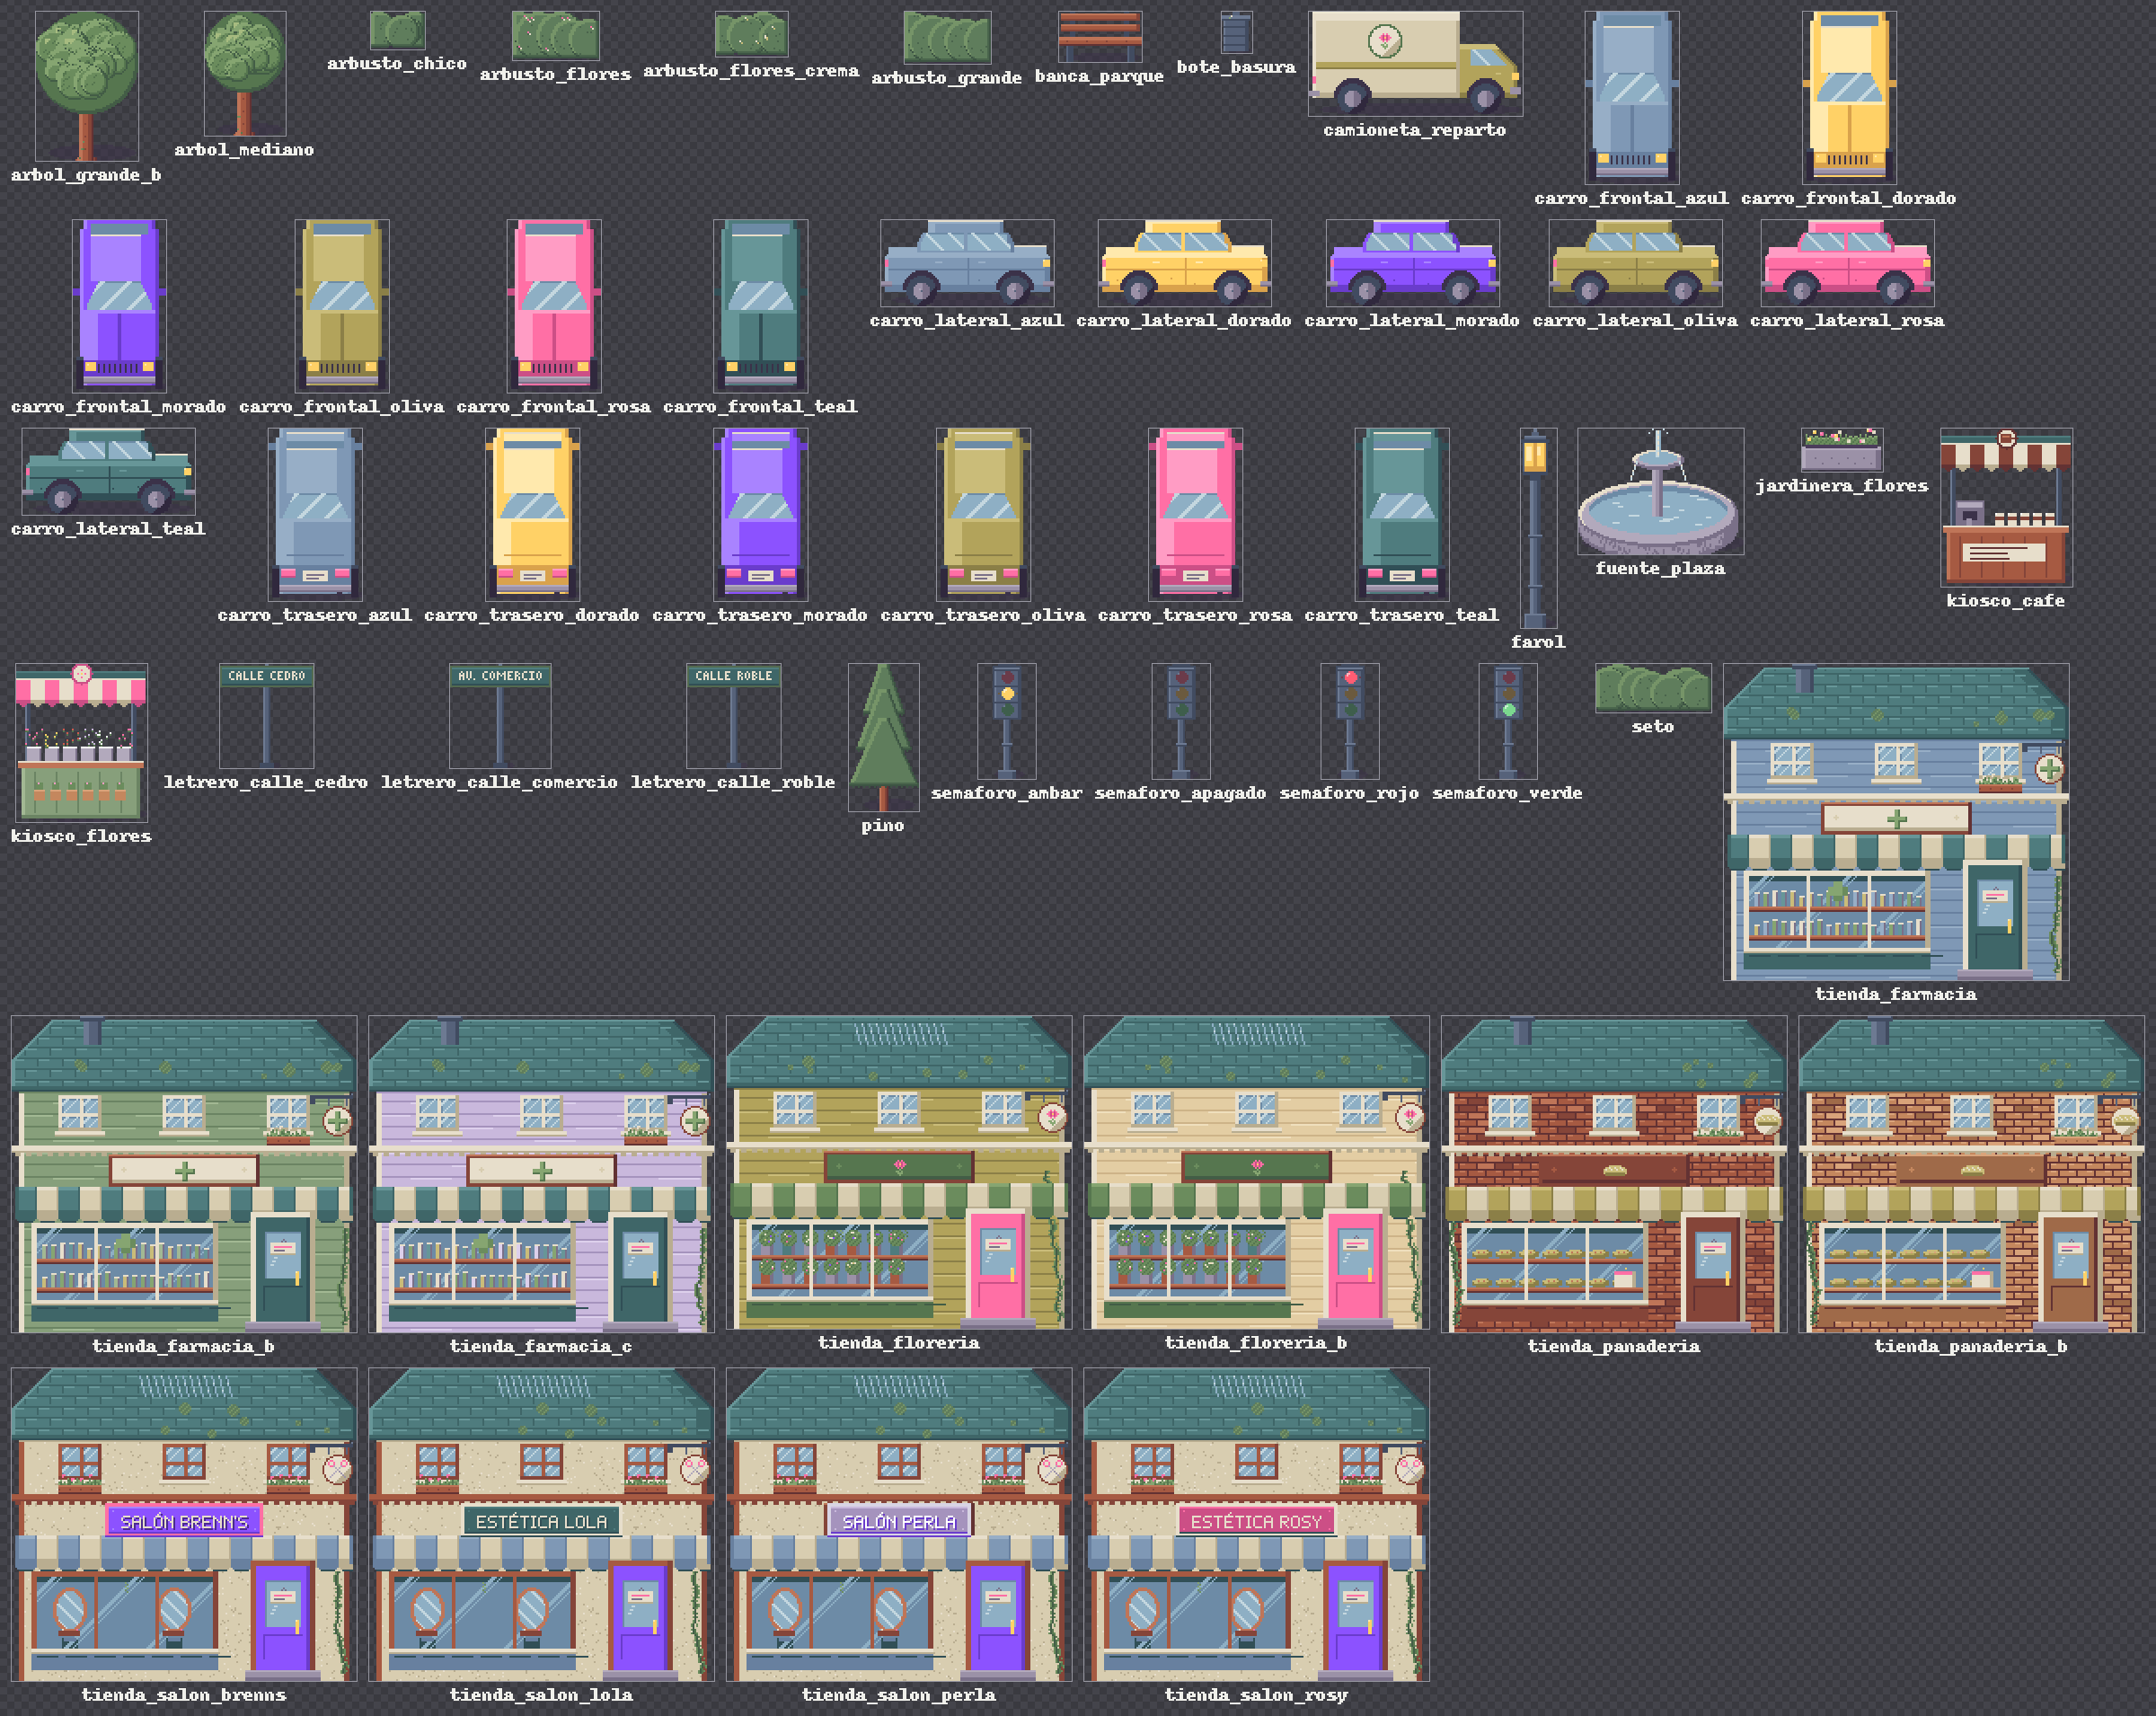 arbol_grande_b
arbol_mediano
arbusto_chico
arbusto_flores
arbusto_flores_crema
arbusto_grande
banca_parque
bote_basura
camioneta_reparto
carro_frontal_azul
carro_frontal_dorado
carro_frontal_morado
carro_frontal_oliva
carro_frontal_rosa
carro_frontal_teal
carro_lateral_azul
carro_lateral_dorado
carro_lateral_morado
carro_lateral_oliva
carro_lateral_rosa
carro_lateral_teal
carro_trasero_azul
carro_trasero_dorado
carro_trasero_morado
carro_trasero_oliva
carro_trasero_rosa
carro_trasero_teal
farol
fuente_plaza
jardinera_flores
kiosco_cafe
kiosco_flores
CALLE CEDRO
letrero_calle_cedro
AV. COMERCIO
letrero_calle_comercio
CALLE ROBLE
letrero_calle_roble
pino
semaforo_ambar
semaforo_apagado
semaforo_rojo
semaforo_verde
seto
tienda_farmacia
tienda_farmacia_b
tienda_farmacia_c
tienda_floreria
tienda_floreria_b
tienda_panaderia
tienda_panaderia_b
SALÓN BRENN'S
tienda_salon_brenns
ESTÉTICA LOLA
tienda_salon_lola
SALÓN PERLA
tienda_salon_perla
ESTÉTICA ROSY
tienda_salon_rosy